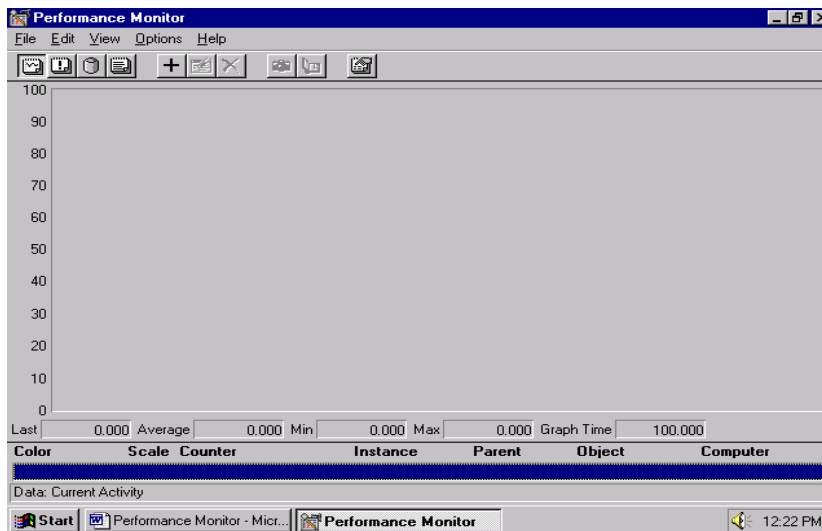 Performance Monitor
File Edit View Options Help
100
90
80
70
60
50
40
30
20
10
0
Last 0.000 Average 0.000 Min 0.000 Max 0.000 Graph Time 100.000
Color Scale Counter Instance Parent Object Computer
Data: Current Activity
Start Performance Monitor - Micr... Performance Monitor 12:22 PM